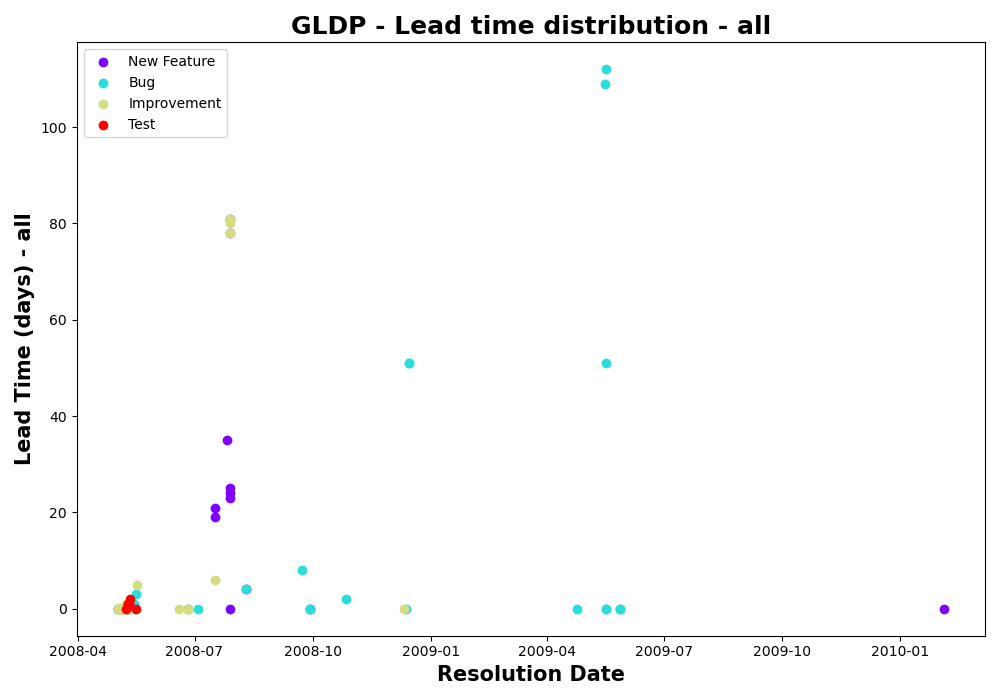 GLDP - Lead time distribution - all
New Feature
Bug
Improvement
Test
Lead Time (days) - all
100
80
60
40
20
0
2008-04 2008-07 2008-10 2009-01 2009-04 2009-07 2009-10 2010-01
Resolution Date